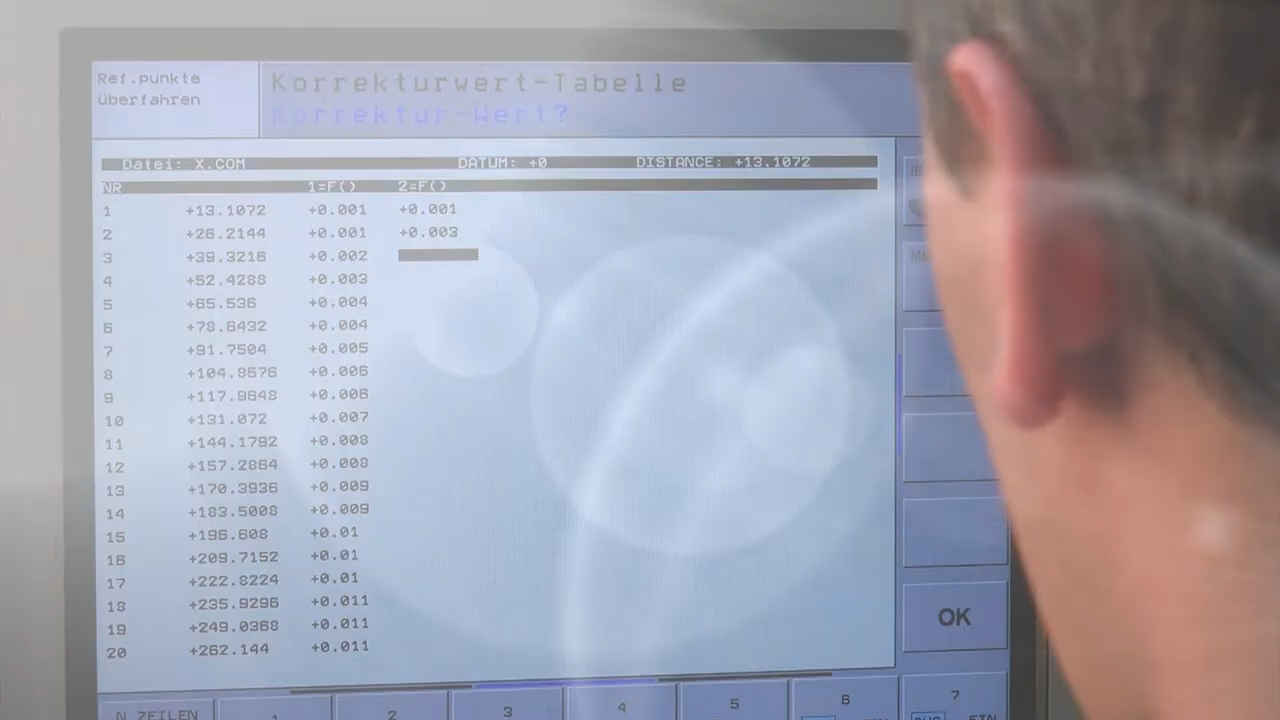 Ref.punkte
überfahren
Korrekturwert-Tabelle
Korrektur-Wert?
Datei: X.COM DATUM: +0 DISTANCE: +13.1072
NR 1=F() 2=F()
1 +13.1072 +0.001 +0.001
2 +26.2144 +0.001 +0.003
3 +39.3216 +0.002
4 +52.4288 +0.003
5 +65.536 +0.004
6 +78.6432 +0.004
7 +91.7504 +0.005
8 +104.8576 +0.006
9 +117.9648 +0.006
10 +131.072 +0.007
11 +144.1792 +0.008
12 +157.2864 +0.008
13 +170.3936 +0.009
14 +183.5008 +0.009
15 +196.608 +0.01
16 +209.7152 +0.01
17 +222.8224 +0.01
18 +235.9296 +0.011
19 +249.0368 +0.011
20 +262.144 +0.011
OK
N ZEILEN 1 2 3 4 5 6 7
EIN